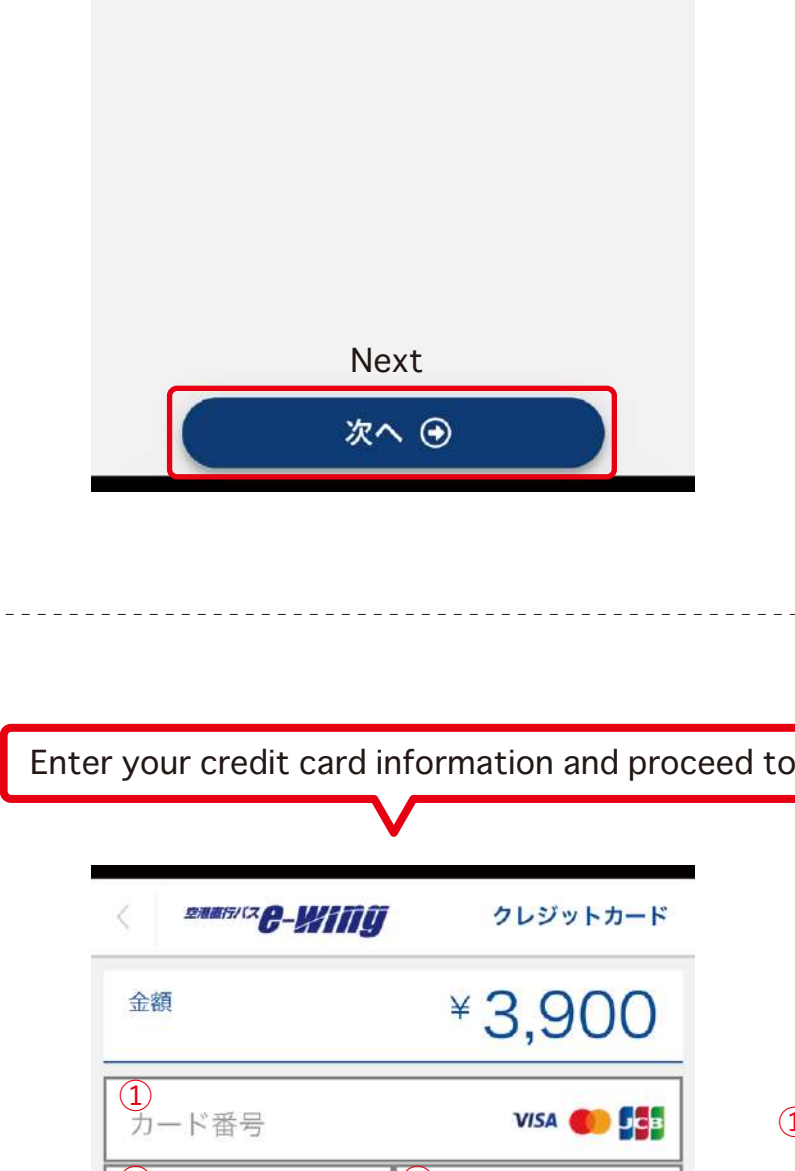 Next
次へ
Enter your credit card information and proceed to
空港直行バス e-wing クレジットカード
金額 ¥3,900
①
カード番号 VISA JCB